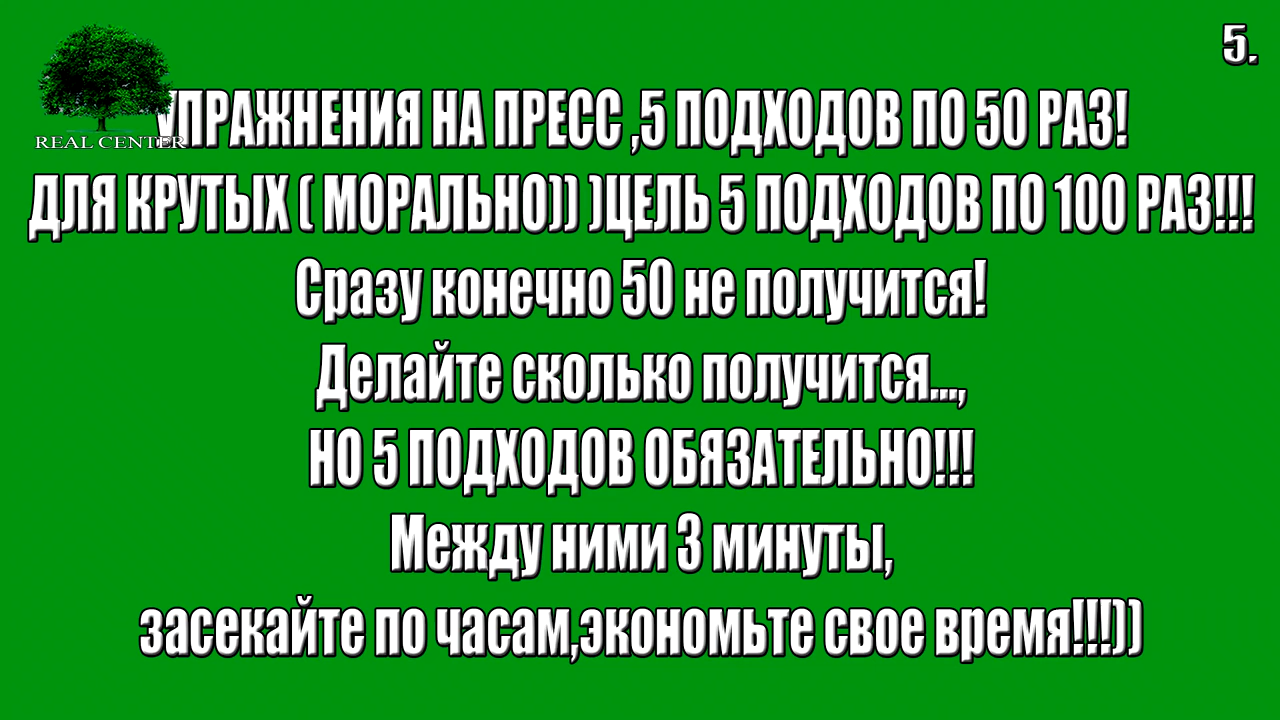 5.
REAL CENTER
УПРАЖНЕНИЯ НА ПРЕСС ,5 ПОДХОДОВ ПО 50 РАЗ!
ДЛЯ КРУТЫХ ( МОРАЛЬНО)) )ЦЕЛЬ 5 ПОДХОДОВ ПО 100 РАЗ!!!
Сразу конечно 50 не получится!
Делайте сколько получится...,
НО 5 ПОДХОДОВ ОБЯЗАТЕЛЬНО!!!
Между ними 3 минуты,
засекайте по часам,экономьте свое время!!!))